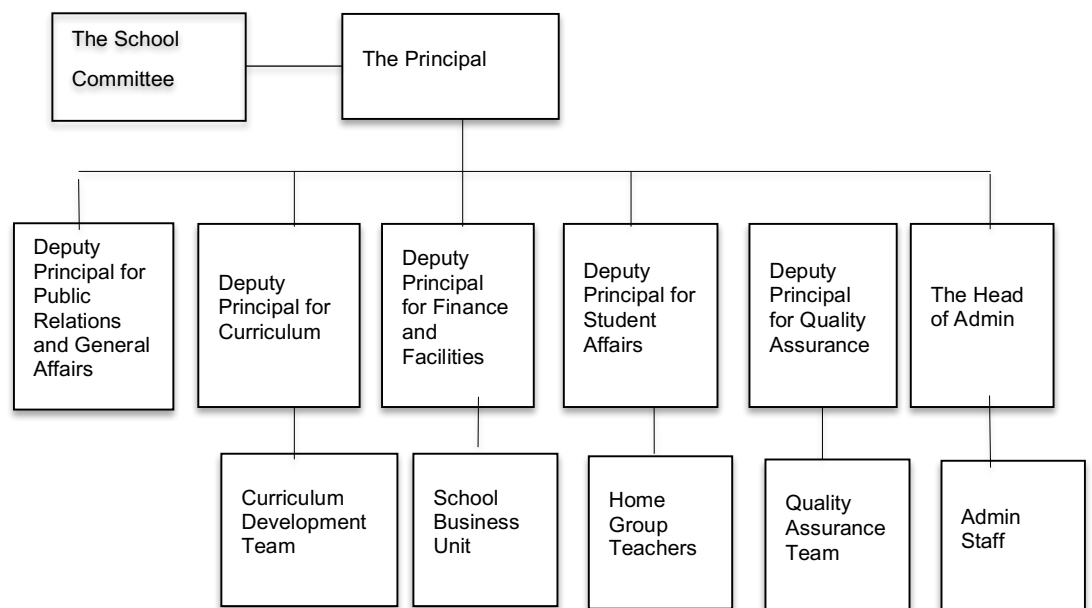 The School
Committee
The Principal
Deputy
Principal for
Public
Relations
and General
Affairs
Deputy
Principal for
Curriculum
Deputy
Principal
for Finance
and
Facilities
Deputy
Principal for
Student
Affairs
Deputy
Principal
for Quality
Assurance
The Head
of Admin
Curriculum
Development
Team
School
Business
Unit
Home
Group
Teachers
Quality
Assurance
Team
Admin
Staff